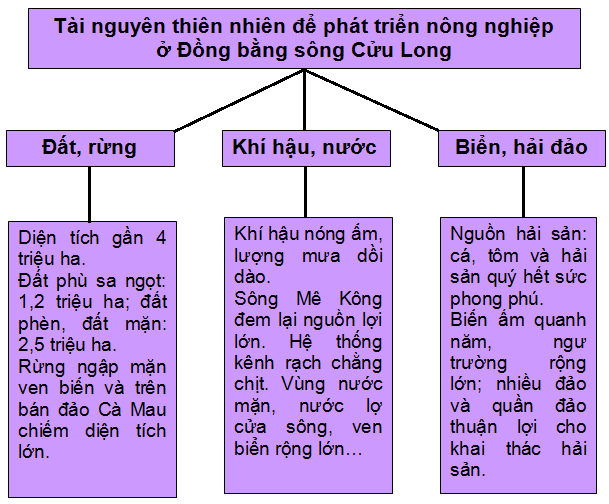 Tài nguyên thiên nhiên để phát triển nông nghiệp
ở Đồng bằng sông Cửu Long
Đất, rừng
Khí hậu, nước
Biển, hải đảo
Diện tích gần 4
triệu ha.
Đất phù sa ngọt:
1,2 triệu ha; đất
phèn, đất mặn:
2,5 triệu ha.
Rừng ngập mặn
ven biển và trên
bán đảo Cà Mau
chiếm diện tích
lớn.
Khí hậu nóng ấm,
lượng mưa dồi
dào.
Sông Mê Kông
đem lại nguồn lợi
lớn. Hệ thống
kênh rạch chằng
chịt. Vùng nước
mặn, nước lợ
cửa sông, ven
biển rộng lớn…
Nguồn hải sản:
cá, tôm và hải
sản quý hết sức
phong phú.
Biển ấm quanh
năm, ngư
trường rộng
lớn; nhiều đảo
và quần đảo
thuận lợi cho
khai thác hải
sản.